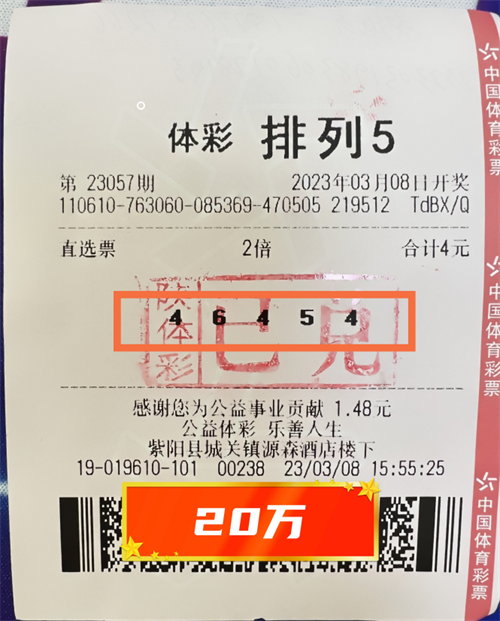 体彩 排列5
第 23057期 2023年03月08日开奖
110610-763060-085369-470505 219512 TdBX/Q
直选票 2倍 合计4元
陕体彩 已兑
4 6 4 5 4
感谢您为公益事业贡献 1.48元
公益体彩 乐善人生
紫阳县城关镇源森酒店楼下
19-019610-101 00238 23/03/08 15:55:25
20万
中国体育彩票
中国体育彩票
中国体育彩票